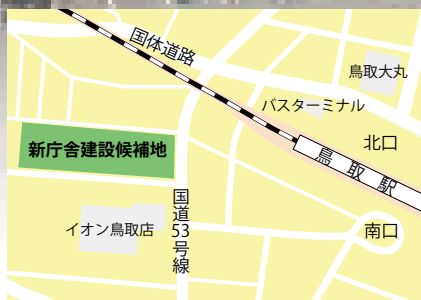 国体道路
鳥取大丸
バスターミナル
北口
新庁舎建設候補地
鳥取駅
国道53号線
イオン鳥取店
南口